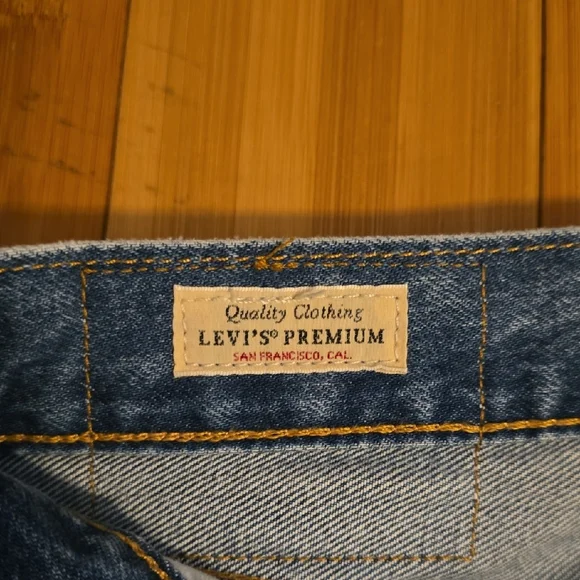 Quality Clothing
LEVI'S® PREMIUM
SAN FRANCISCO, CAL.